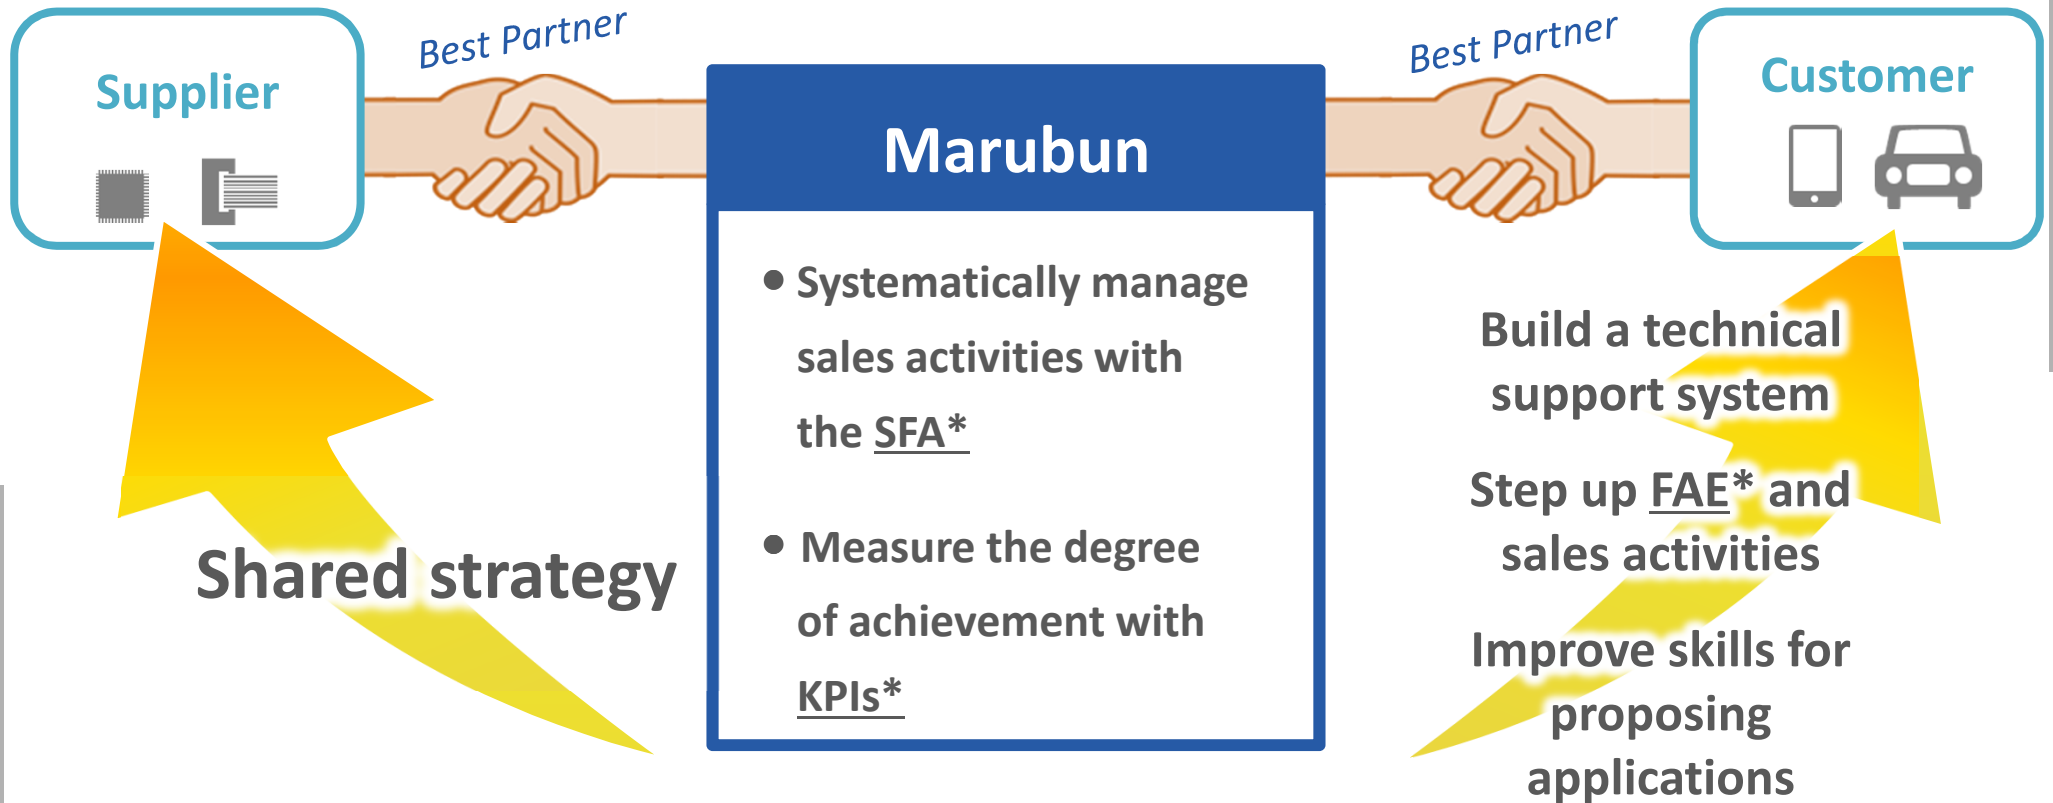 Supplier
Best Partner
Marubun
Best Partner
Customer
• Systematically manage
sales activities with
the SFA*
• Measure the degree
of achievement with
KPIs*
Shared strategy
Build a technical
support system
Step up FAE* and
sales activities
Improve skills for
proposing
applications